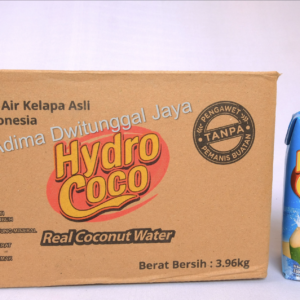 Air Kelapa Asli
onesia
Adima Dwitunggal Jaya
PENGAWET
TANPA
PEMANIS BUATAN
Hydro
Coco
Real Coconut Water
Berat Bersih : 3.96kg